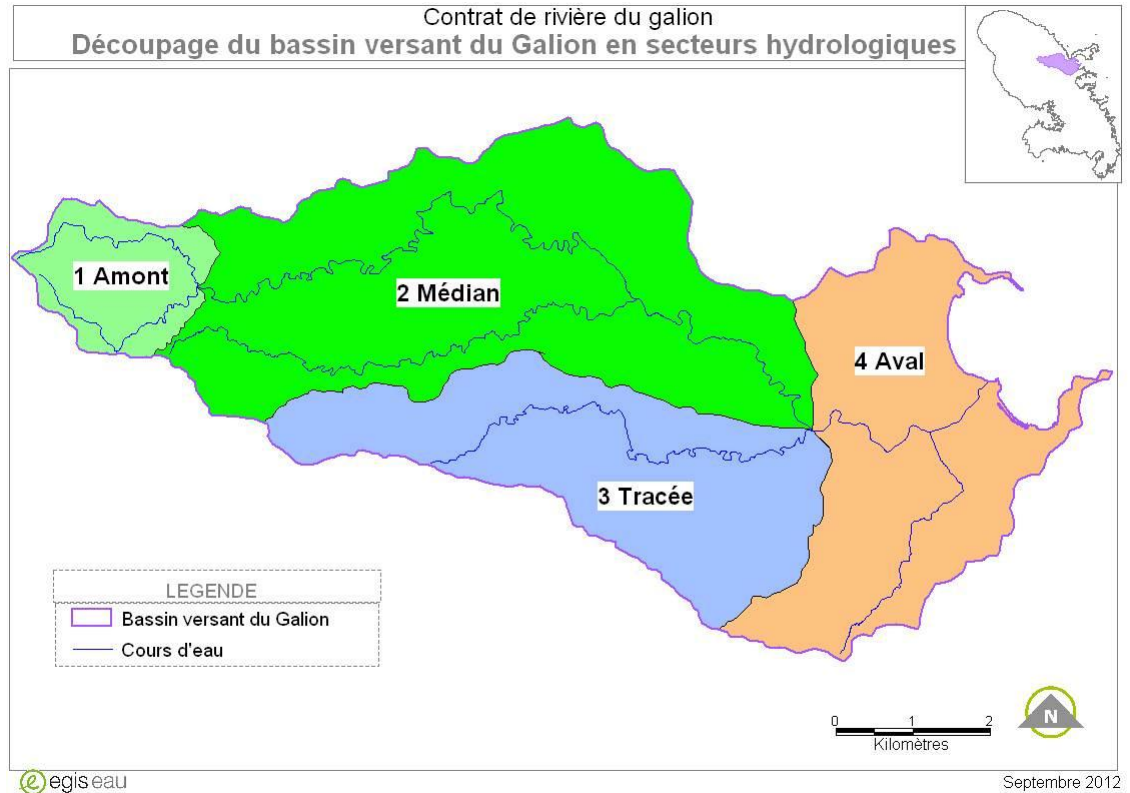 Contrat de rivière du galion
Découpage du bassin versant du Galion en secteurs hydrologiques
1 Amont
2 Médian
4 Aval
3 Tracée
LEGENDE
Bassin versant du Galion
Cours d'eau
0 1 2
Kilomètres
N
egis eau
Septembre 2012